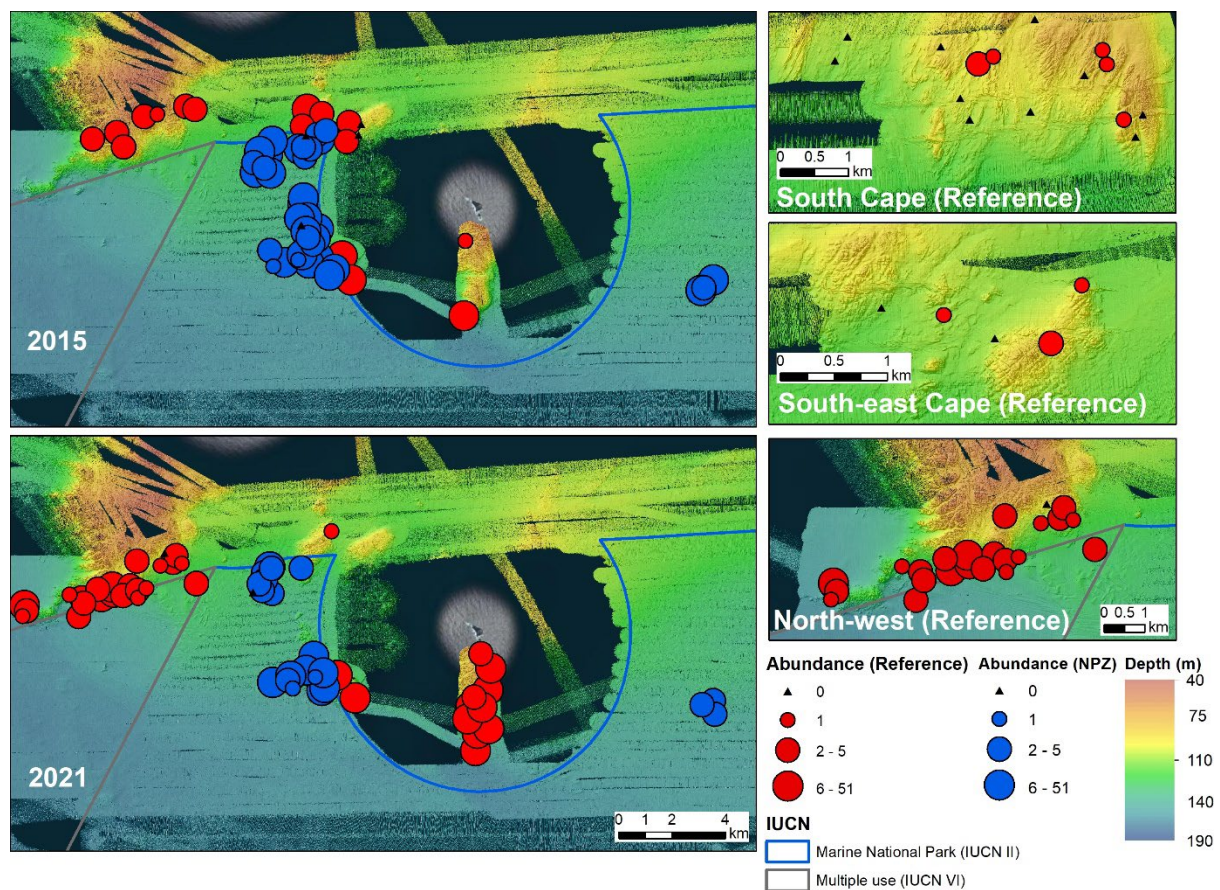 2015
0 0.5 1
km
South Cape (Reference)
0 0.5 1
km
South-east Cape (Reference)
2021
0 1 2 4
km
0 0.5 1
km
North-west (Reference)
Abundance (Reference)
0
1
2 - 5
6 - 51
Abundance (NPZ)
0
1
2 - 5
6 - 51
Depth (m)
40
75
110
140
190
IUCN
Marine National Park (IUCN II)
Multiple use (IUCN VI)